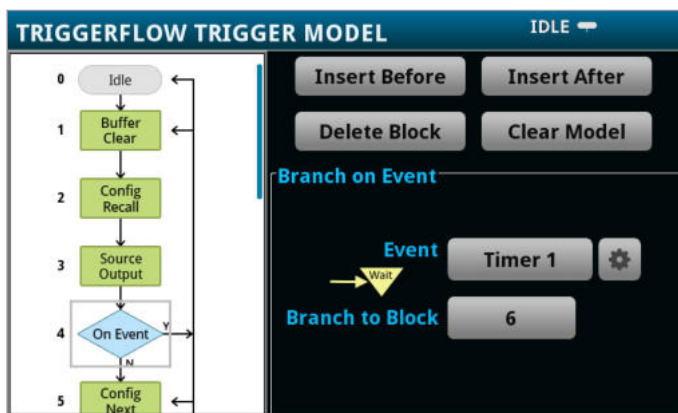 TRIGGERFLOW TRIGGER MODEL
IDLE
0
Idle
1
Buffer
Clear
2
Config
Recall
3
Source
Output
4
On Event
Y
N
5
Config
Next
Insert Before
Insert After
Delete Block
Clear Model
Branch on Event
Event
Timer 1
Wait
Branch to Block
6